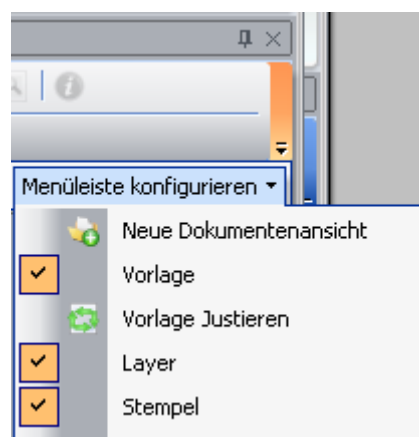 Menüleiste konfigurieren
Neue Dokumentenansicht
Vorlage
Vorlage Justieren
Layer
Stempel